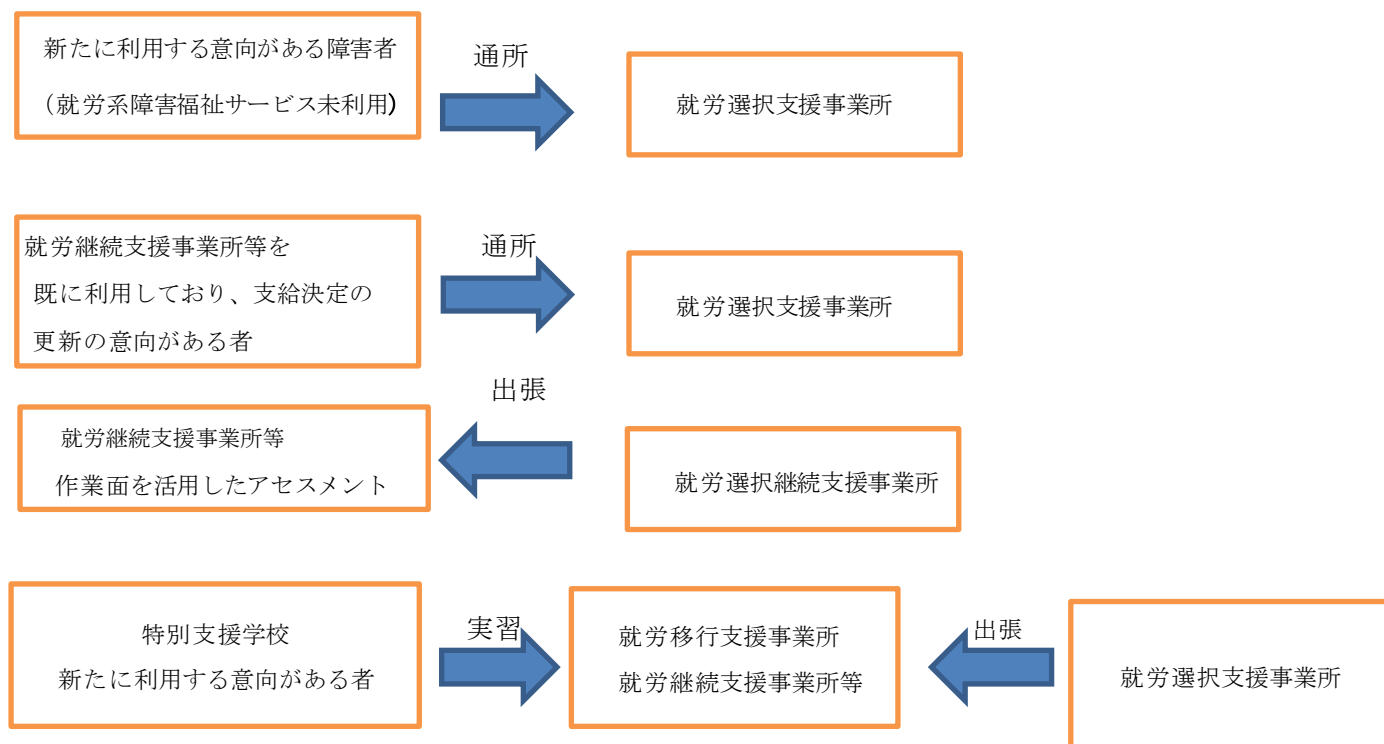 新たに利用する意向がある障害者
（就労系障害福祉サービス未利用)
通所
就労選択支援事業所
就労継続支援事業所等を
既に利用しており、支給決定の
更新の意向がある者
通所
就労選択支援事業所
就労継続支援事業所等
作業面を活用したアセスメント
出張
就労選択継続支援事業所
特別支援学校
新たに利用する意向がある者
実習
就労移行支援事業所
就労継続支援事業所等
出張
就労選択支援事業所